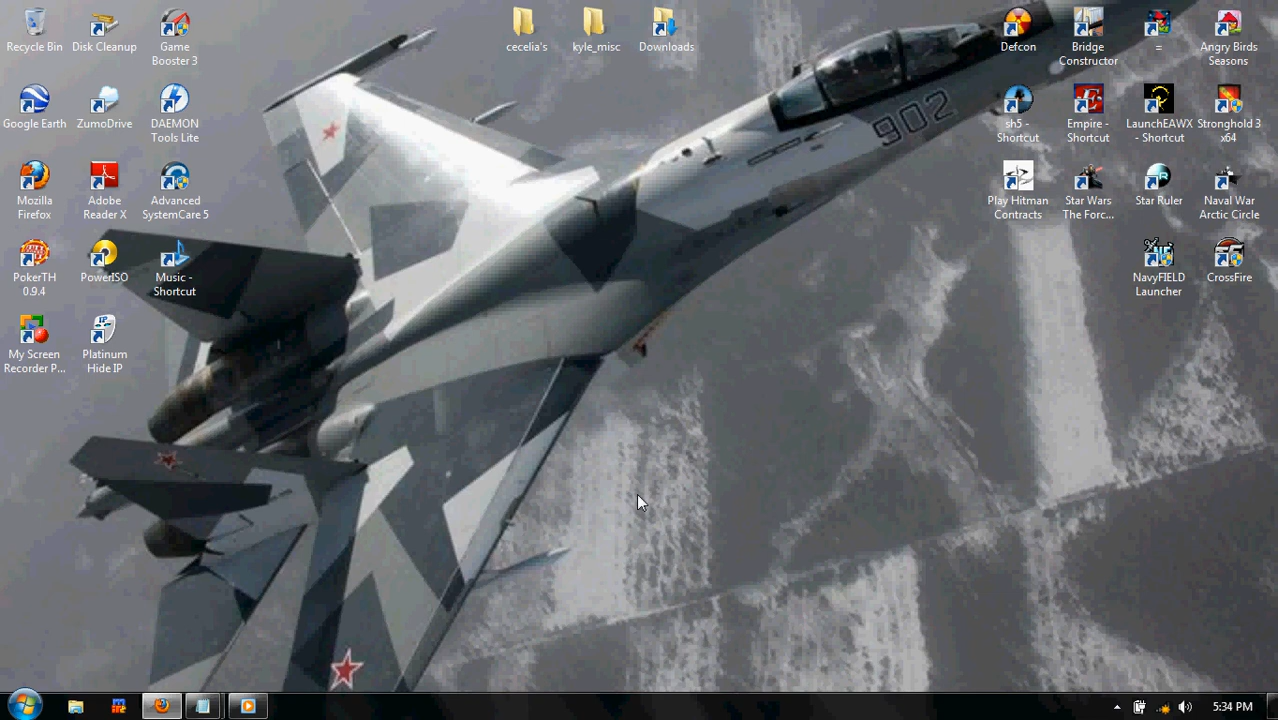 Recycle Bin
Disk Cleanup
Game
Booster 3
cecelia's
kyle_misc
Downloads
Defcon
Bridge
Constructor
=
Angry Birds
Seasons
Google Earth
ZumoDrive
DAEMON
Tools Lite
sh5 -
Shortcut
Empire -
Shortcut
LaunchEAWX
- Shortcut
Stronghold 3
x64
902
Mozilla
Firefox
Adobe
Reader X
Advanced
SystemCare 5
Play Hitman
Contracts
Star Wars
The Forc...
Star Ruler
Naval War
Arctic Circle
PokerTH
0.9.4
PowerISO
Music -
Shortcut
NavyFIELD
Launcher
CrossFire
My Screen
Recorder P...
Platinum
Hide IP
5:34 PM